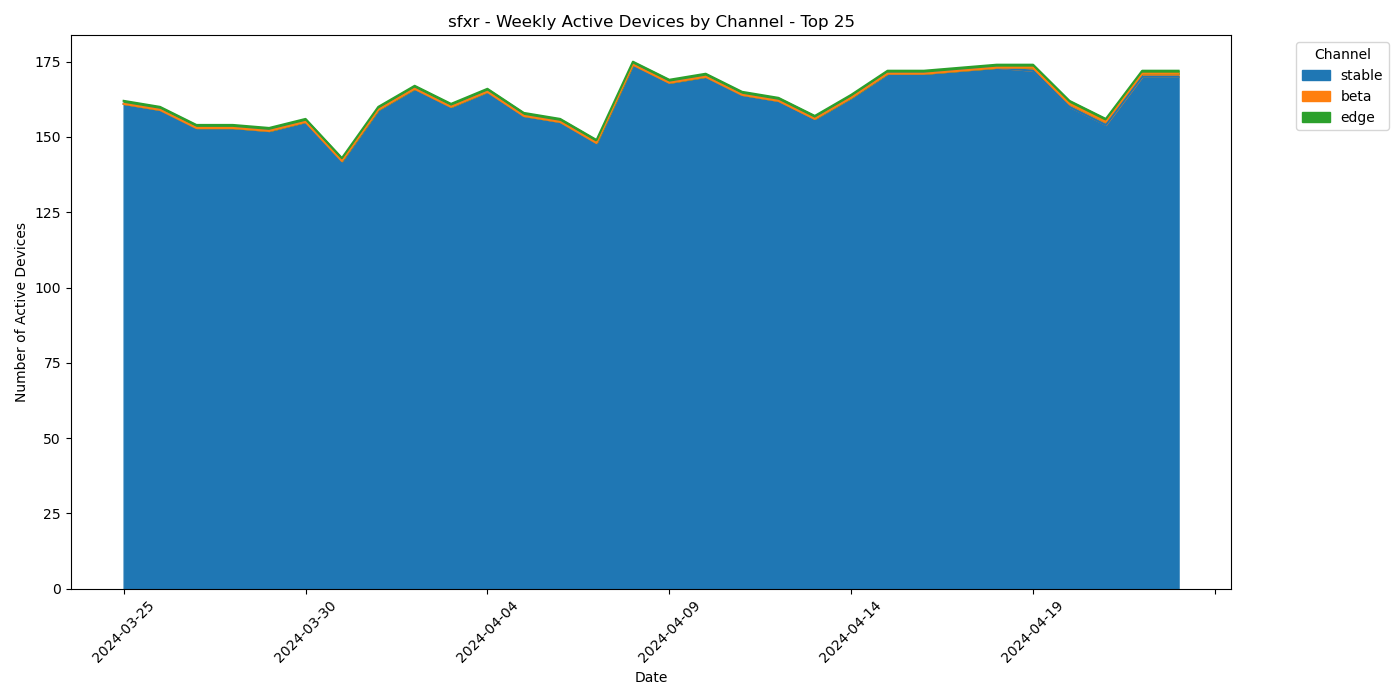 sfxr - Weekly Active Devices by Channel - Top 25
Channel
stable
beta
edge
175
150
125
100
75
50
25
0
Number of Active Devices
2024-03-25
2024-03-30
2024-04-04
2024-04-09
2024-04-14
2024-04-19
Date